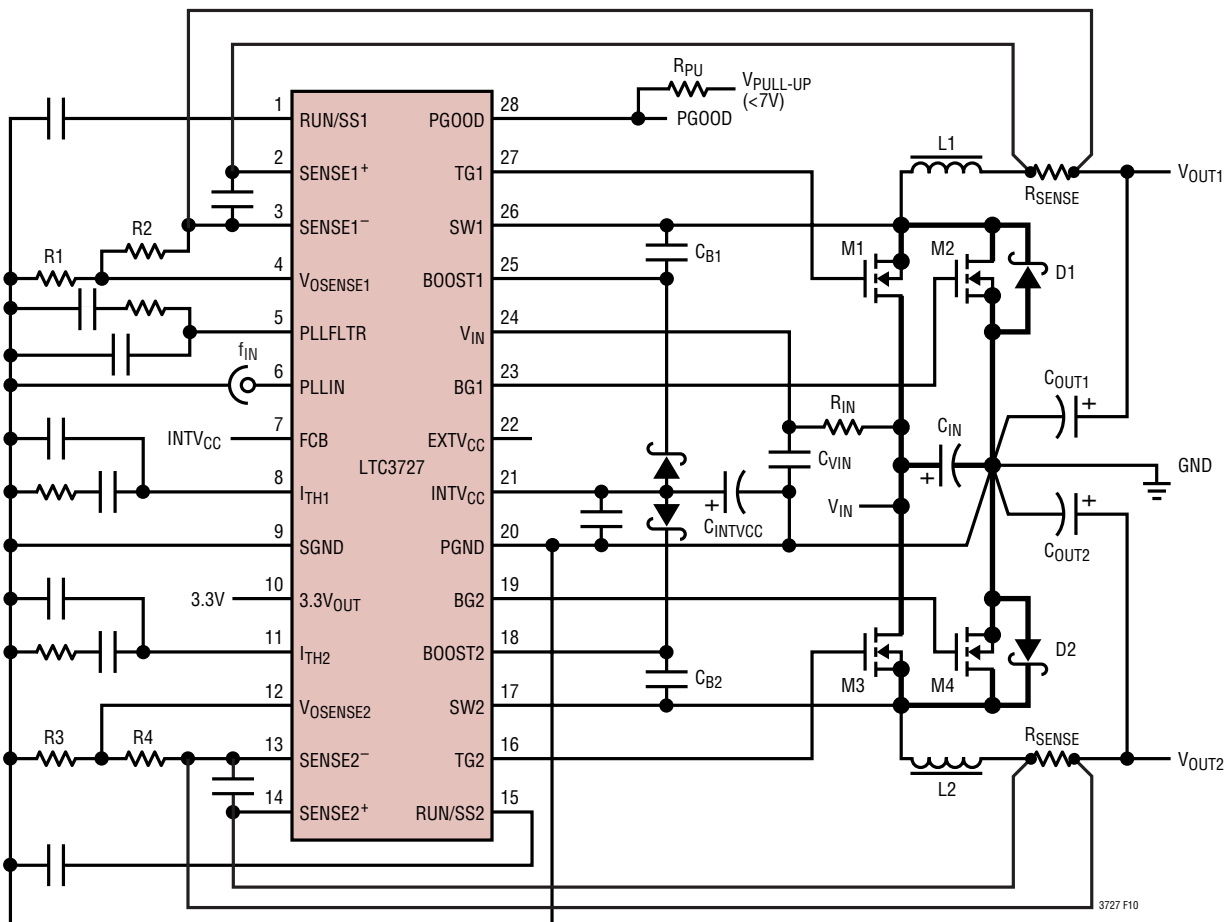 RPU
VPULL-UP
(<7V)
PGOOD
1
RUN/SS1
PGOOD
28
2
SENSE1+
TG1
27
L1
RSENSE
VOUT1
3
SENSE1–
SW1
26
R2
CB1
M1
M2
D1
R1
4
VOSENSE1
BOOST1
25
5
PLLFLTR
VIN
24
fIN
6
PLLIN
BG1
23
COUT1
+
RIN
CIN
+
INTVCC
7
FCB
EXTVCC
22
CVIN
GND
LTC3727
8
ITH1
INTVCC
21
+
CINTVCC
VIN
+
COUT2
9
SGND
PGND
20
3.3V
10
3.3VOUT
BG2
19
11
ITH2
BOOST2
18
M3
M4
D2
CB2
12
VOSENSE2
SW2
17
R3
R4
13
SENSE2–
TG2
16
RSENSE
VOUT2
L2
14
SENSE2+
RUN/SS2
15
3727 F10